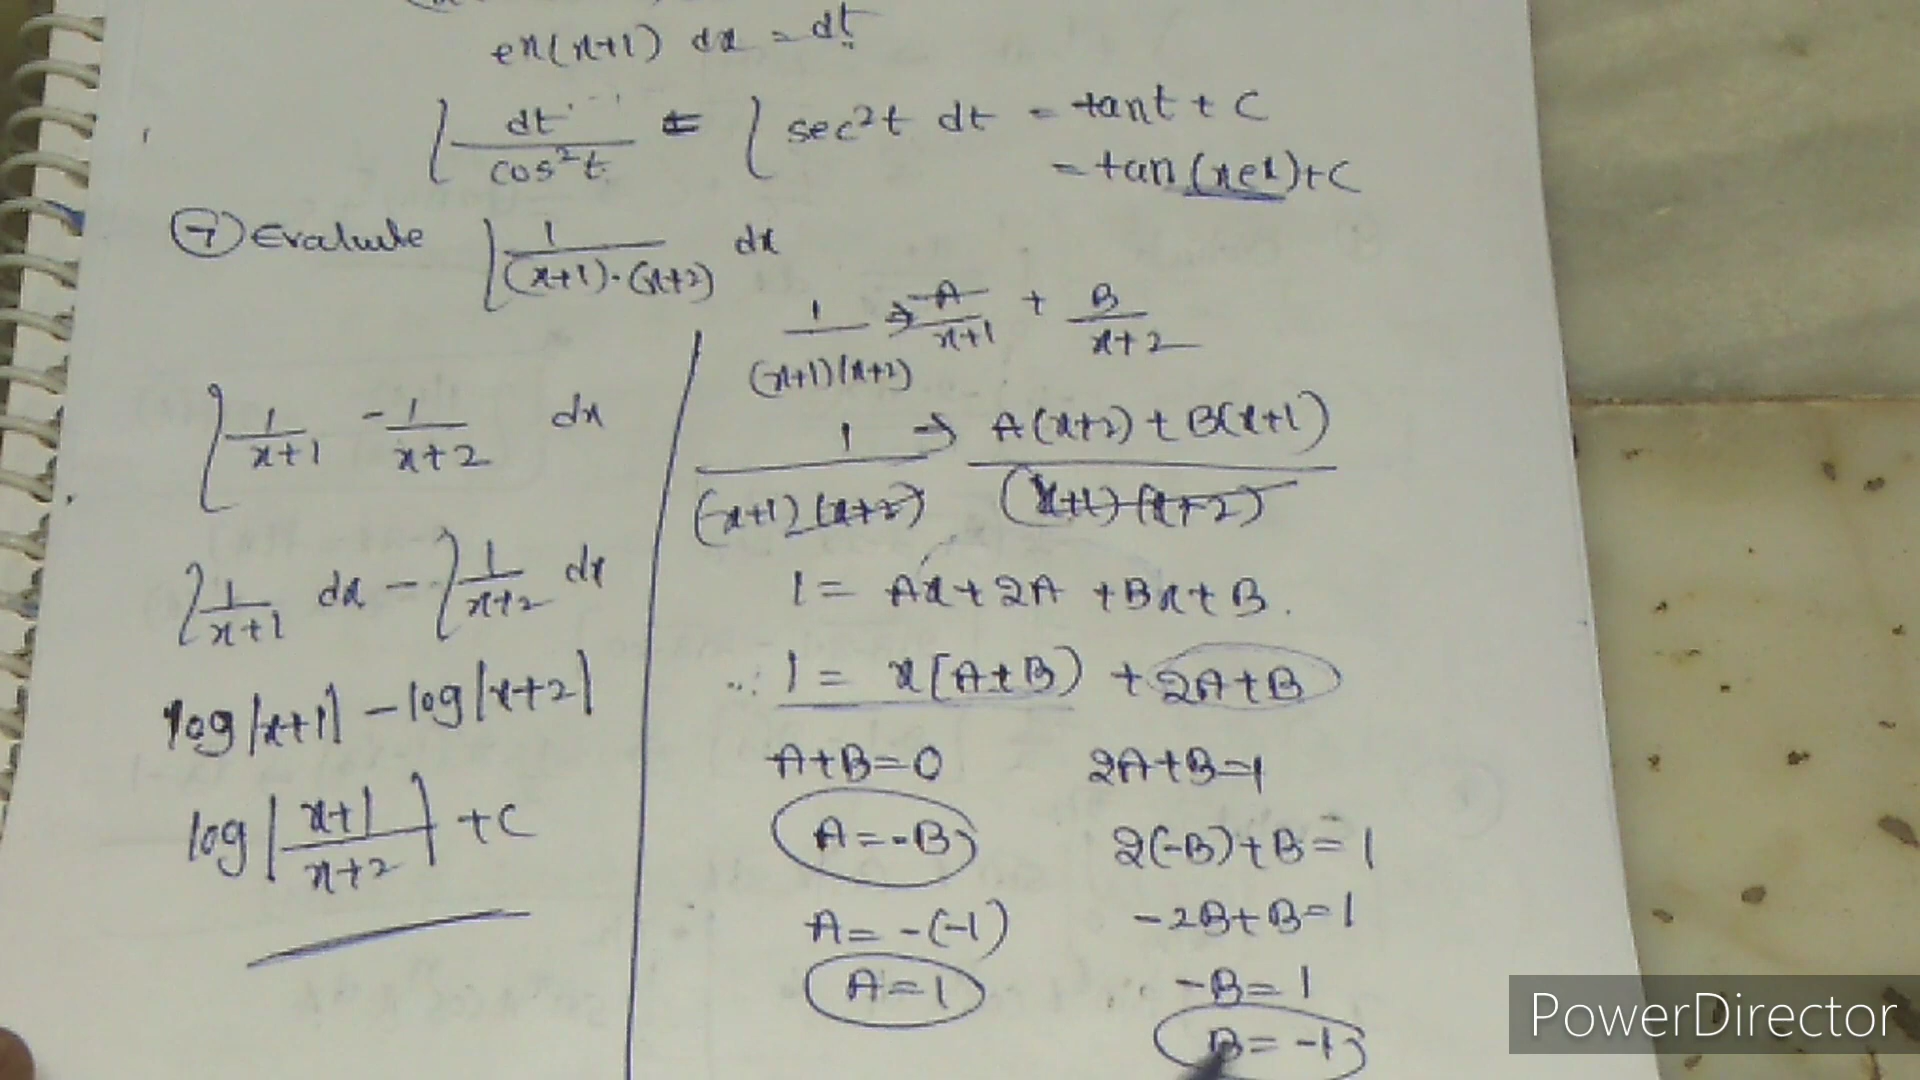 ex(x+1) dx = dt
∫ dt/cos²t = ∫ sec²t dt = tant + C
= tan(xex)+C
⑦ Evaluate ∫ 1/(x+1)·(x+2) dx
∫ 1/x+1 - 1/x+2 dx
∫ 1/x+1 dx - ∫ 1/x+2 dx
log|x+1| - log|x+2|
log|x+1/x+2| + C
1/(x+1)(x+2) → A/x+1 + B/x+2
1/(x+1)(x+2) → A(x+2) + B(x+1)/(x+1)(x+2)
1 = Ax + 2A + Bx + B.
1 = x(A+B) + 2A+B
A+B=0
A=-B
A= -(-1)
A=1
2A+B=1
2(-B)+B=1
-2B+B=1
-B=1
B=-1
PowerDirector